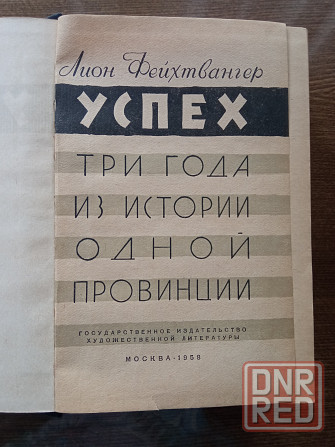 Лион Фейхтвангер
УСПЕХ
ТРИ ГОДА
ИЗ ИСТОРИИ
ОДНОЙ
ПРОВИНЦИИ
ГОСУДАРСТВЕННОЕ ИЗДАТЕЛЬСТВО
ХУДОЖЕСТВЕННОЙ ЛИТЕРАТУРЫ
МОСКВА · 1958
DNR
RED